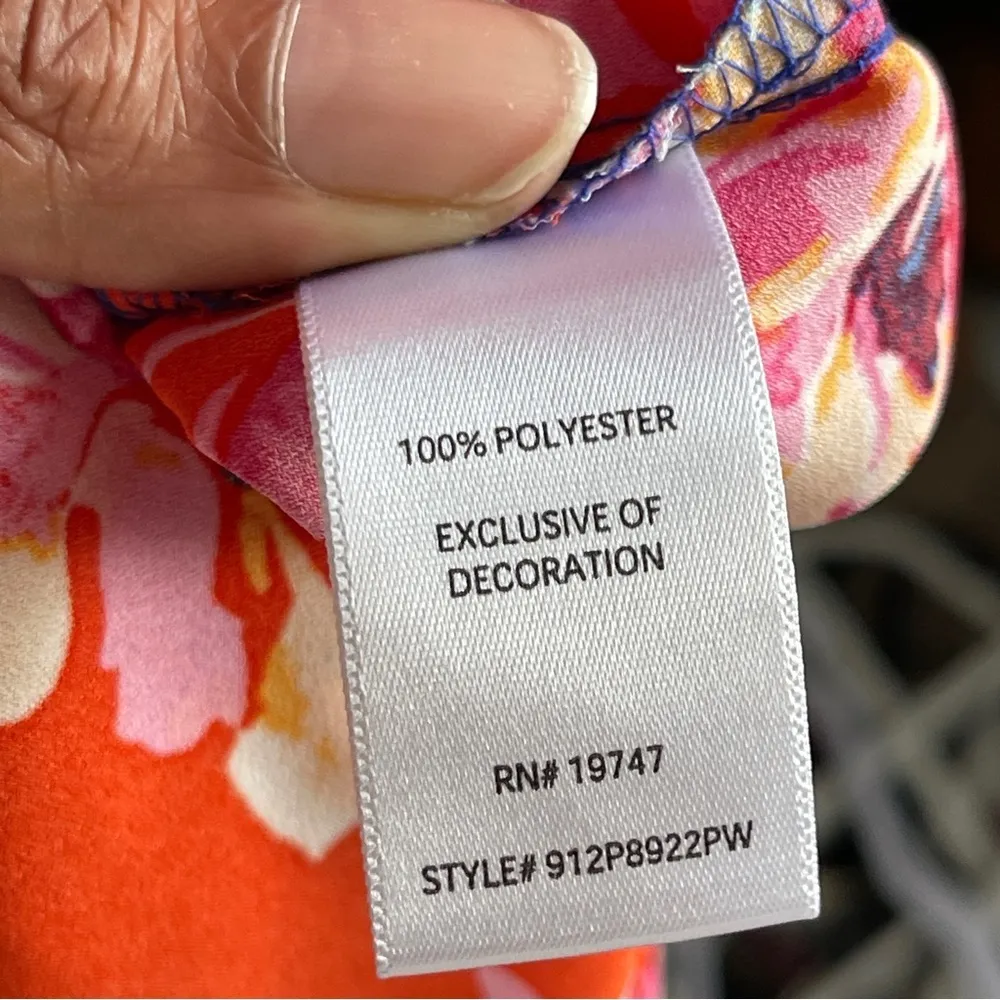 100% POLYESTER
EXCLUSIVE OF
DECORATION
RN# 19747
STYLE# 912P8922PW